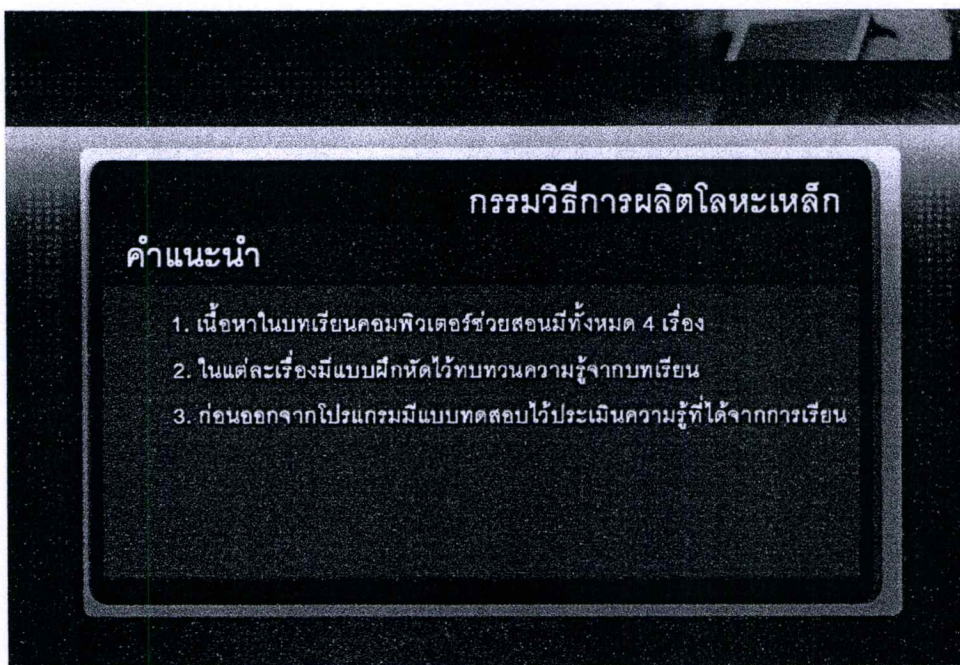 กรรมวิธีการผลิตโลหะเหล็ก
คำแนะนำ
1. เนื้อหาในบทเรียนคอมพิวเตอร์ช่วยสอนมีทั้งหมด 4 เรื่อง
2. ในแต่ละเรื่องมีแบบฝึกหัดไว้ทบทวนความรู้จากบทเรียน
3. ก่อนออกจากโปรแกรมมีแบบทดสอบไว้ประเมินความรู้ที่ได้จากการเรียน